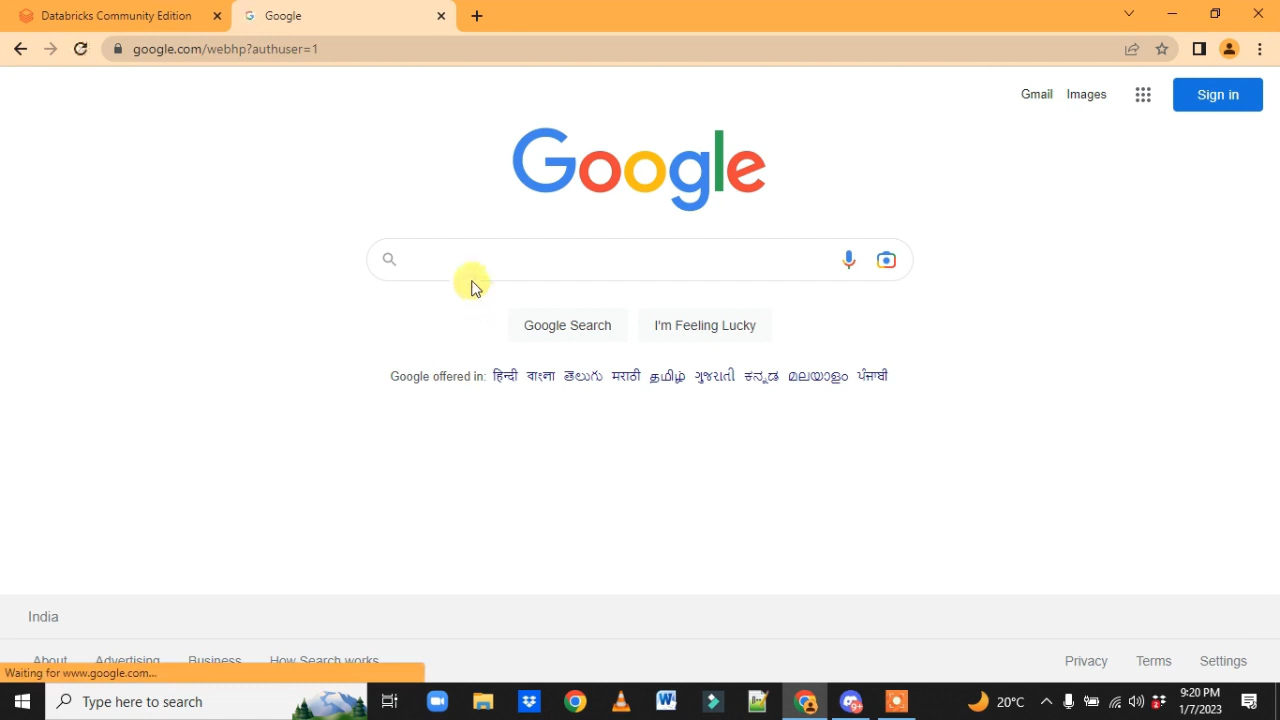 Databricks Community Edition
Google
google.com/webhp?authuser=1
Gmail Images
Sign in
Google
Google Search
I'm Feeling Lucky
Google offered in: हिन्दी বাংলা తెలుగు मराठी தமிழ் ગુજરાતી ಕನ್ನಡ മലയാളം ਪੰਜਾਬੀ
India
About Advertising Business How Search works
Privacy Terms Settings
Waiting for www.google.com...
Type here to search
20°C
9:20 PM
1/7/2023